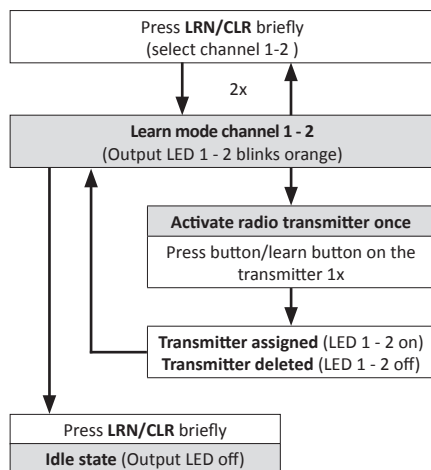 Press LRN/CLR briefly
(select channel 1-2 )
2x
Learn mode channel 1 - 2
(Output LED 1 - 2 blinks orange)
Activate radio transmitter once
Press button/learn button on the
transmitter 1x
Transmitter assigned (LED 1 - 2 on)
Transmitter deleted (LED 1 - 2 off)
Press LRN/CLR briefly
Idle state (Output LED off)